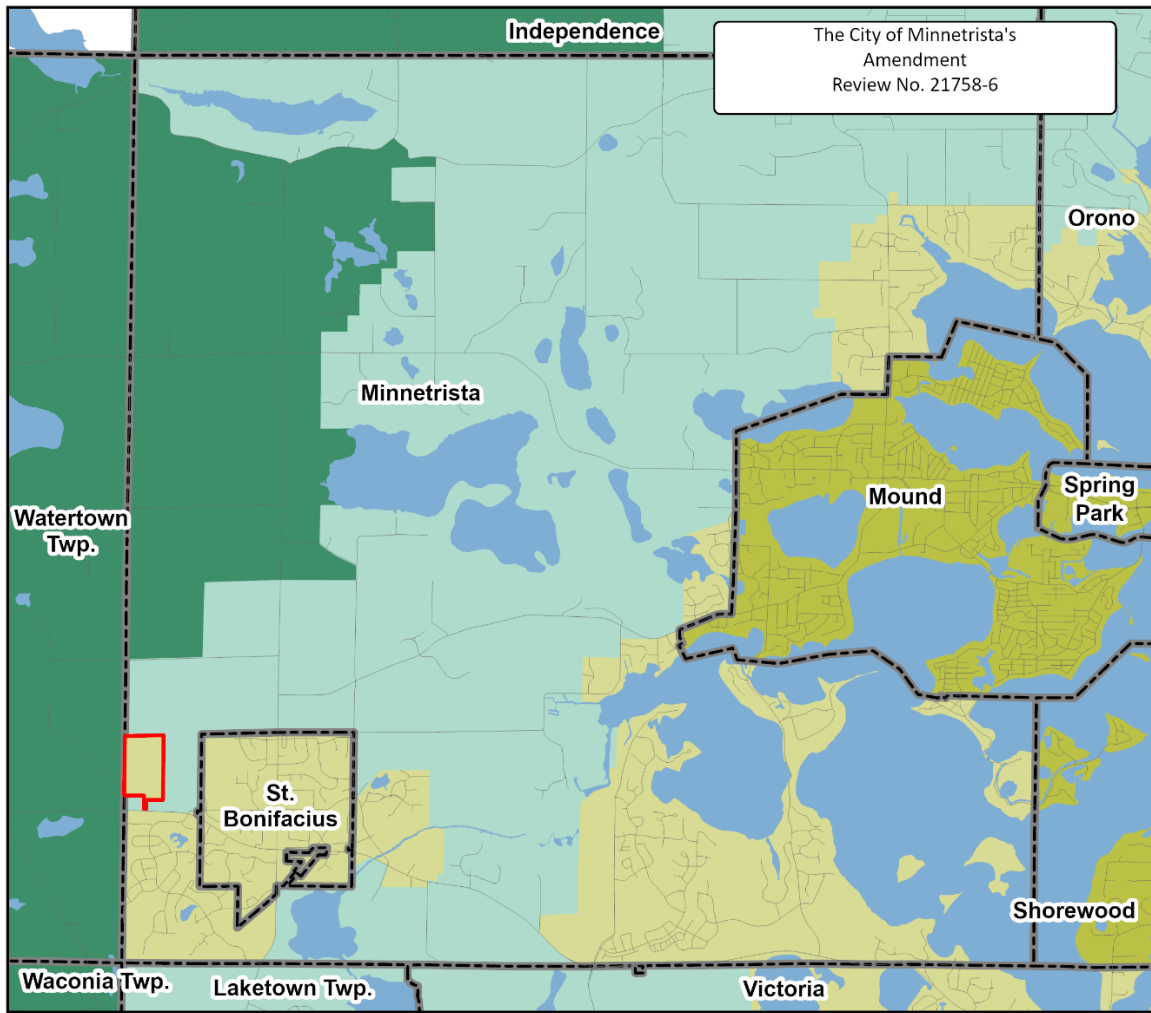 Independence
The City of Minnetrista's
Amendment
Review No. 21758-6
Orono
Minnetrista
Mound
Spring
Park
Watertown
Twp.
St.
Bonifacius
Shorewood
Waconia Twp.
Laketown Twp.
Victoria